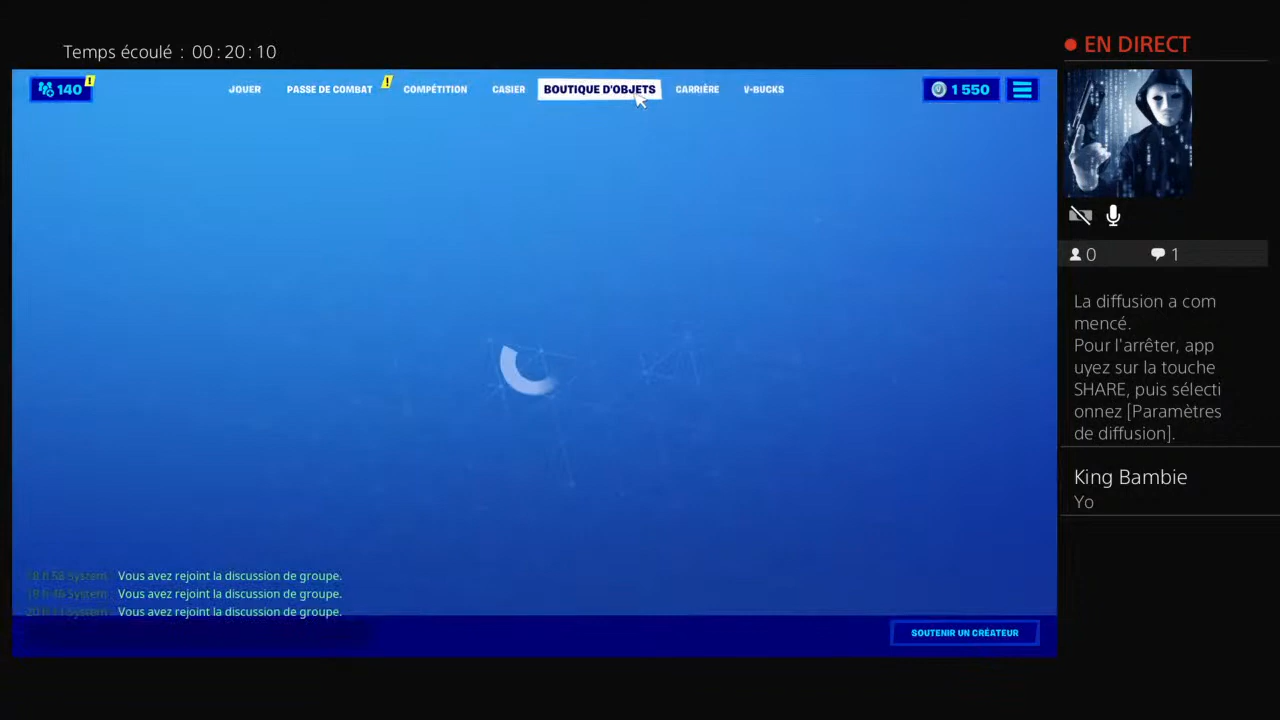 Temps écoulé : 00:20:10
EN DIRECT
140
!
JOUER
PASSE DE COMBAT
!
COMPÉTITION
CASIER
BOUTIQUE D'OBJETS
CARRIÈRE
V-BUCKS
1 550
0
1
La diffusion a com
mencé.
Pour l'arrêter, app
uyez sur la touche
SHARE, puis sélecti
onnez [Paramètres
de diffusion].
King Bambie
Yo
System : Vous avez rejoint la discussion de groupe.
System : Vous avez rejoint la discussion de groupe.
System : Vous avez rejoint la discussion de groupe.
SOUTENIR UN CRÉATEUR